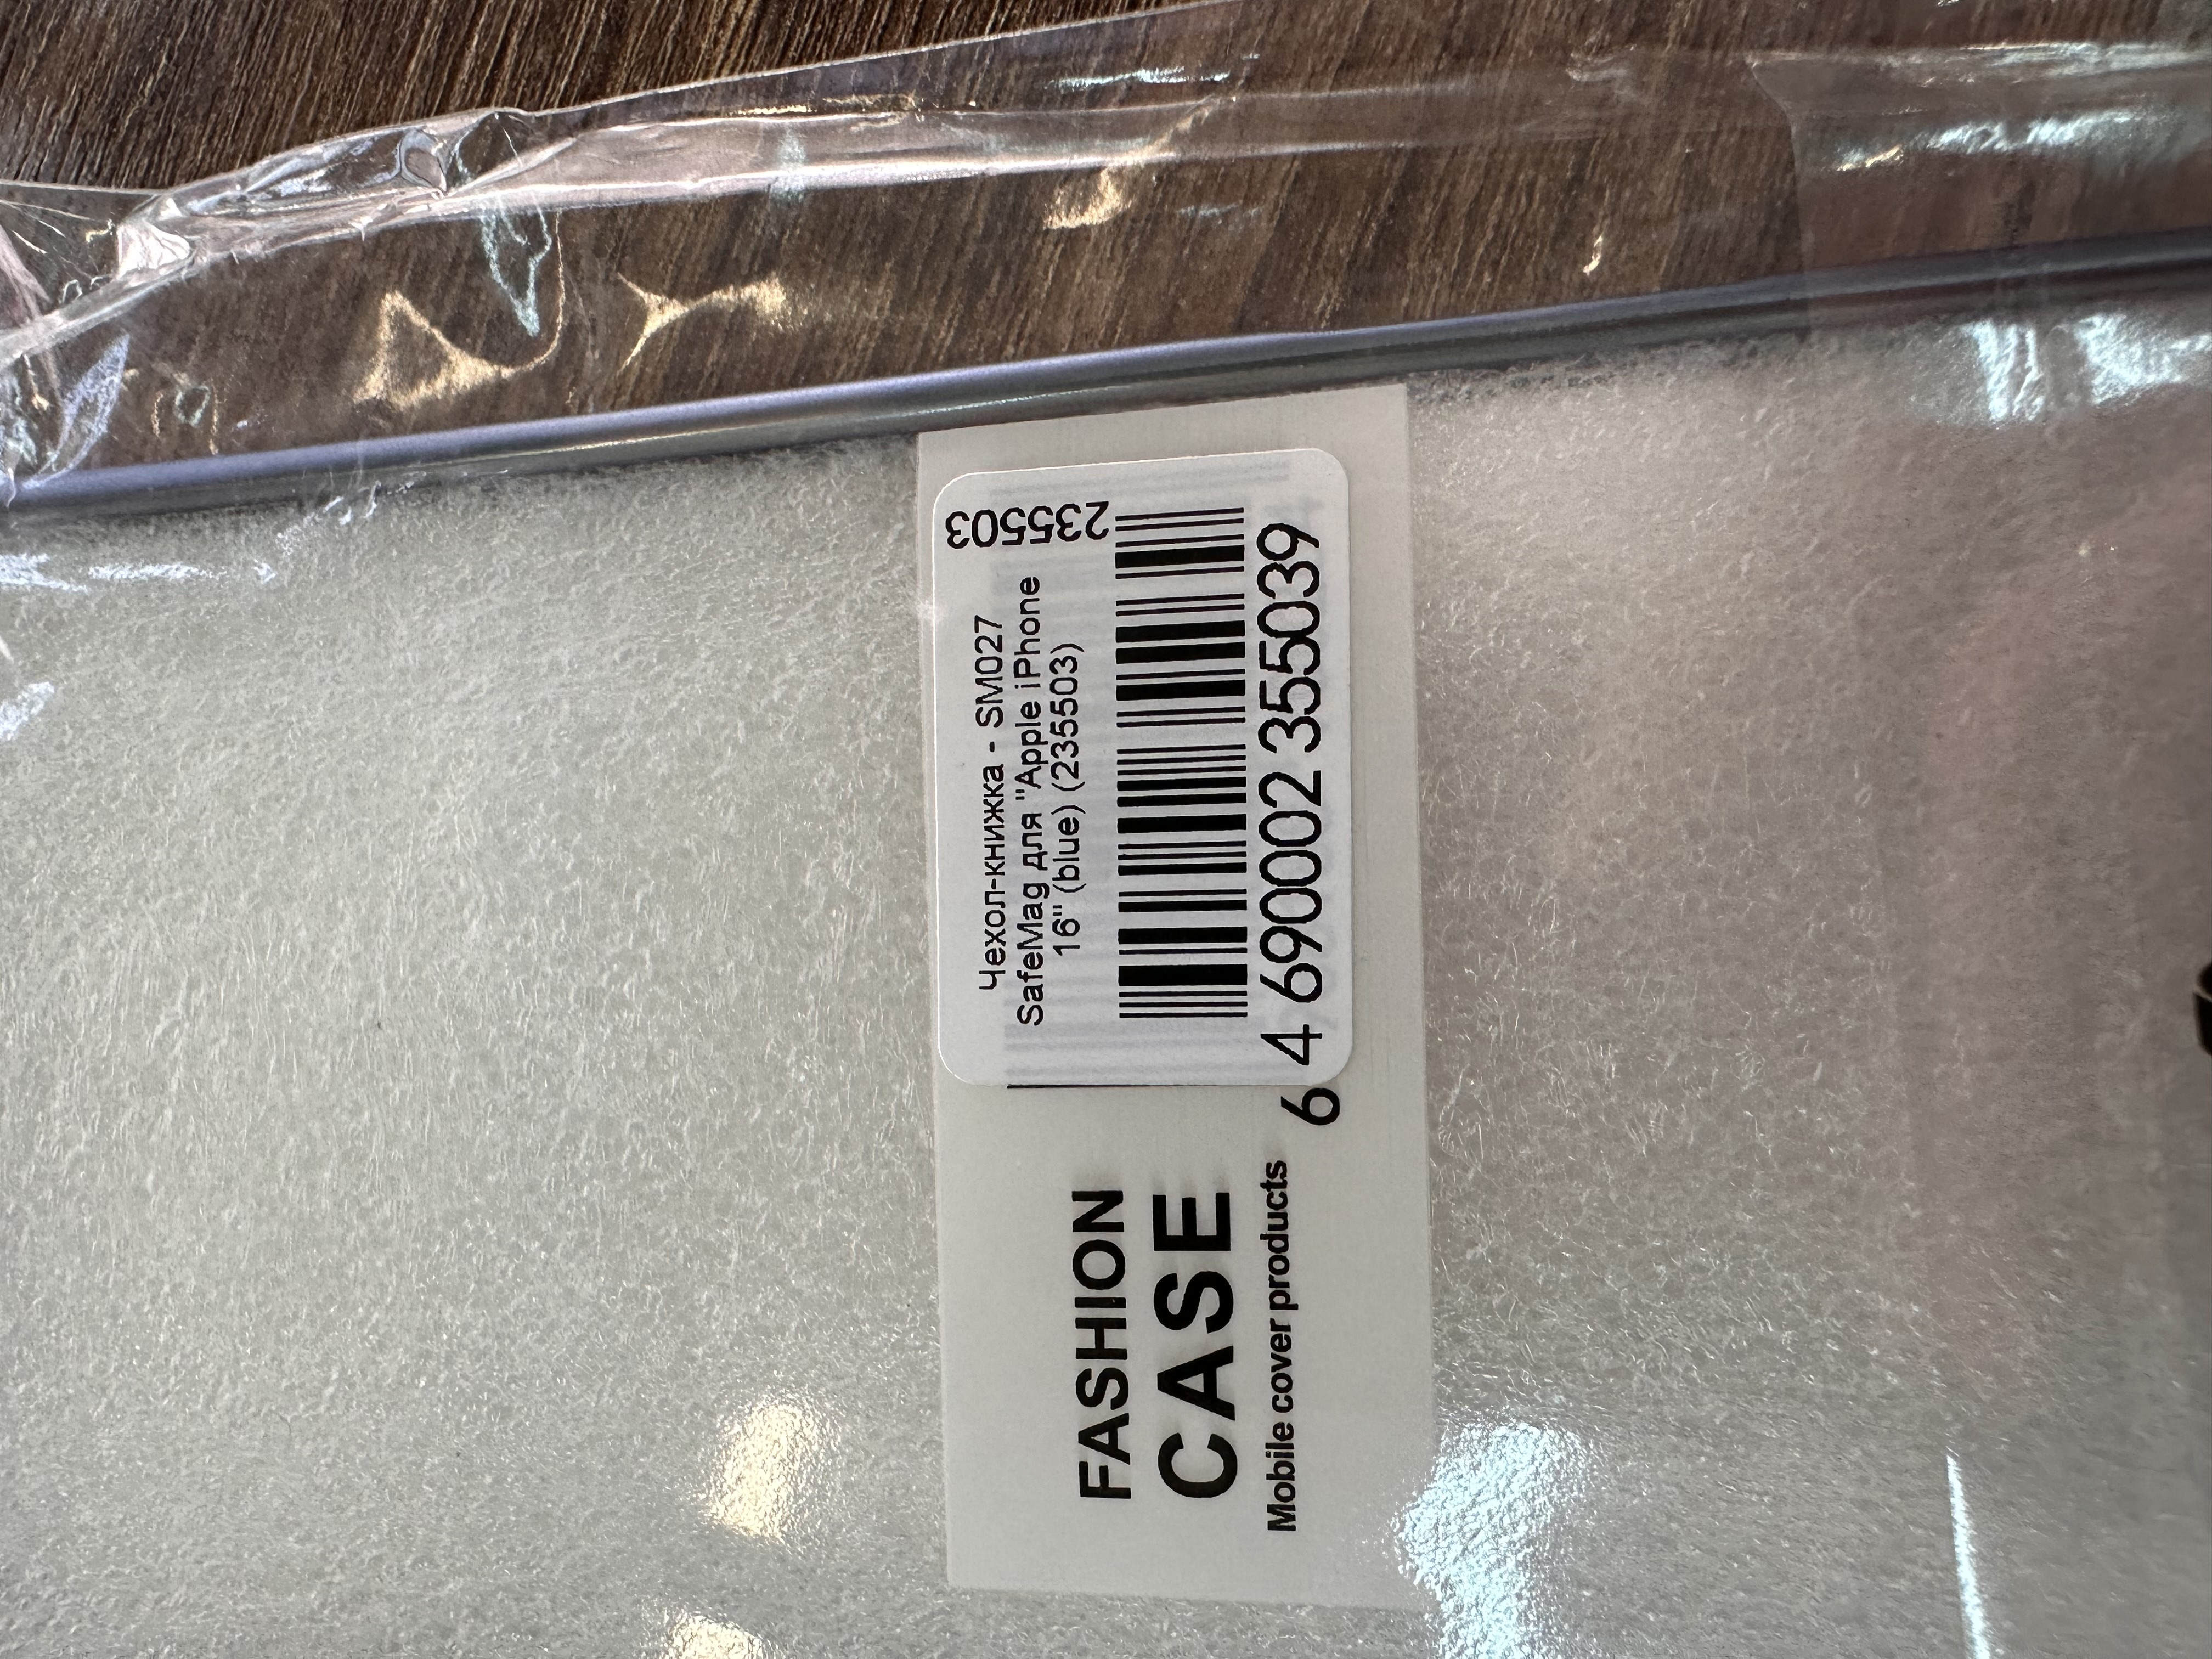 Чехол-книжка - SM027
SafeMag для "Apple iPhone
16" (blue) (235503)
235503
4 690002 355039
6
FASHION
CASE
Mobile cover products